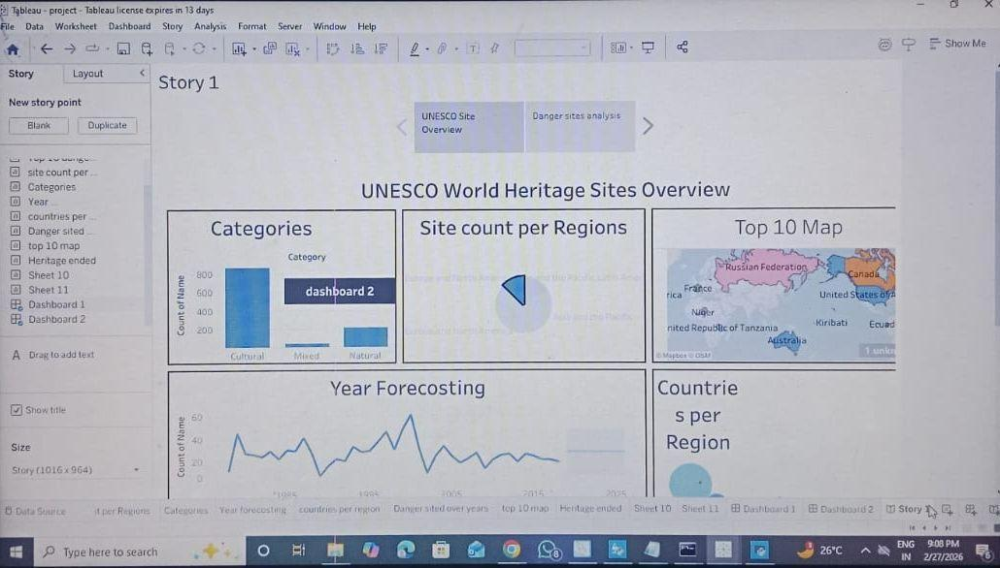 Tableau - project - Tableau license expires in 13 days
File Data Worksheet Dashboard Story Analysis Format Server Window Help
Show Me
Story Layout
New story point
Blank Duplicate
site count per ...
Categories
Year ...
countries per ...
Danger sited ...
top 10 map
Heritage ended
Sheet 10
Sheet 11
Dashboard 1
Dashboard 2
A Drag to add text
Show title
Size
Story (1016 x 964)
Story 1
UNESCO Site
Overview
Danger sites analysis
UNESCO World Heritage Sites Overview
Categories
Category
Count of Name
800
600
400
200
dashboard 2
Cultural Mixed Natural
Site count per Regions
Europe and North America
Top 10 Map
Russian Federation
Canada
France
rica
United States of A
Niger
Kiribati
Ecuad
nited Republic of Tanzania
Australia
1 unkn
© Mapbox © OSM
Year Forecosting
Count of Name
60
40
20
0
1985 1995 2005 2015 2025
Countrie
s per
Region
Data Source it per Regions Categories Year forecosting countries per region Danger sited over years top 10 map Heritage ended Sheet 10 Sheet 11 Dashboard 1 Dashboard 2 Story 1
Type here to search
8
26°C
ENG
IN
9:08 PM
2/27/2026
6